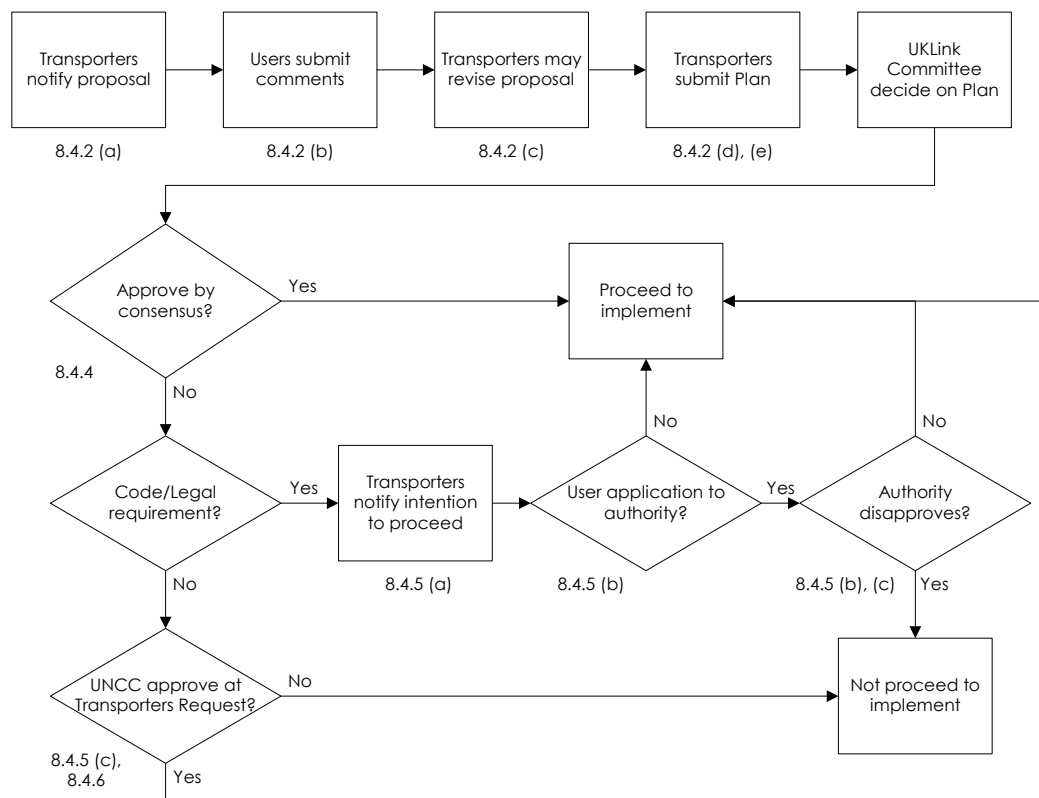 Transporters
notify proposal
Users submit
comments
Transporters may
revise proposal
Transporters
submit Plan
UKLink
Committee
decide on Plan
8.4.2 (a)
8.4.2 (b)
8.4.2 (c)
8.4.2 (d), (e)
Approve by
consensus?
Yes
Proceed to
implement
8.4.4
No
No
No
Code/Legal
requirement?
Yes
Transporters
notify intention
to proceed
User application to
authority?
Yes
Authority
disapproves?
No
8.4.5 (a)
8.4.5 (b)
8.4.5 (b), (c)
Yes
UNCC approve at
Transporters Request?
No
Not proceed to
implement
8.4.5 (c),
8.4.6
Yes